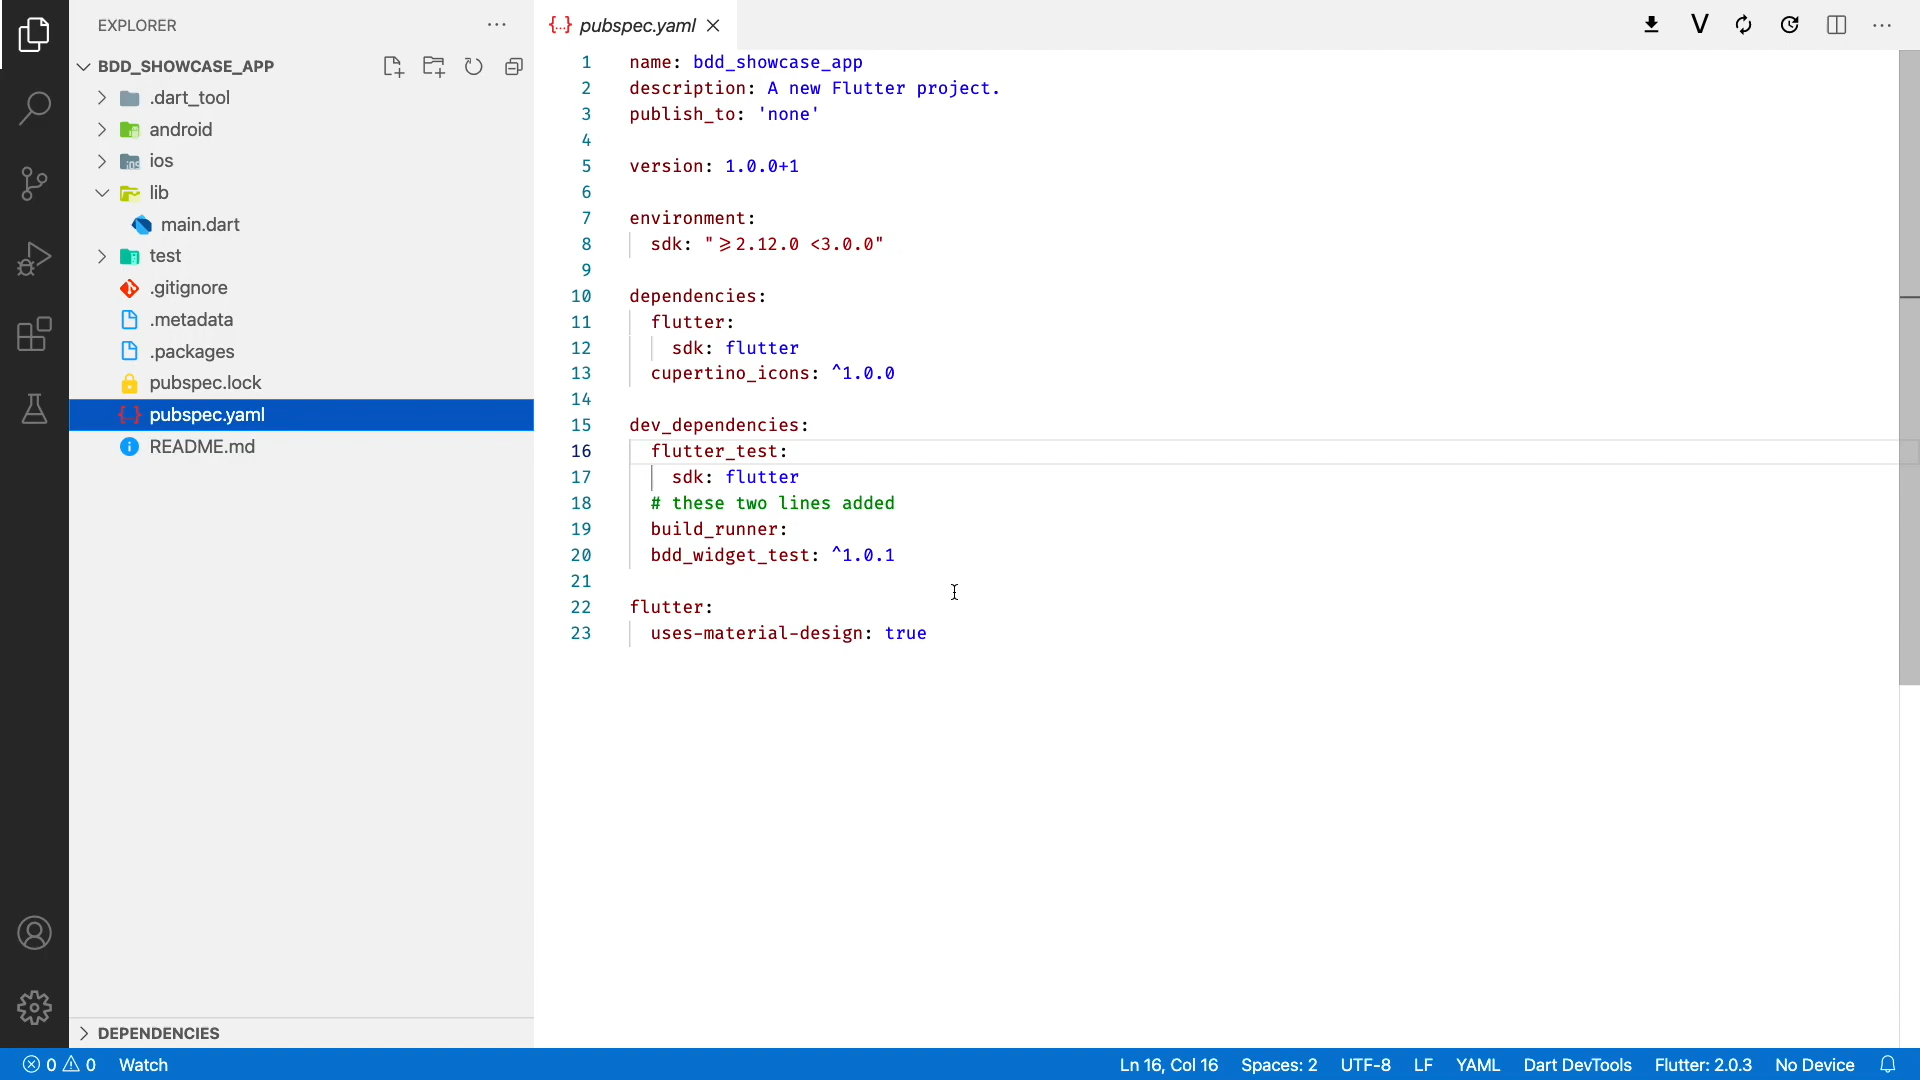 EXPLORER
BDD_SHOWCASE_APP
.dart_tool
android
ios
lib
main.dart
test
.gitignore
.metadata
.packages
pubspec.lock
{..} pubspec.yaml
README.md
DEPENDENCIES
{..} pubspec.yaml
1 name: bdd_showcase_app
2 description: A new Flutter project.
3 publish_to: 'none'
4
5 version: 1.0.0+1
6
7 environment:
8 sdk: "≥2.12.0 <3.0.0"
9
10 dependencies:
11 flutter:
12 sdk: flutter
13 cupertino_icons: ^1.0.0
14
15 dev_dependencies:
16 flutter_test:
17 sdk: flutter
18 # these two lines added
19 build_runner:
20 bdd_widget_test: ^1.0.1
21
22 flutter:
23 uses-material-design: true
0 0 Watch Ln 16, Col 16 Spaces: 2 UTF-8 LF YAML Dart DevTools Flutter: 2.0.3 No Device